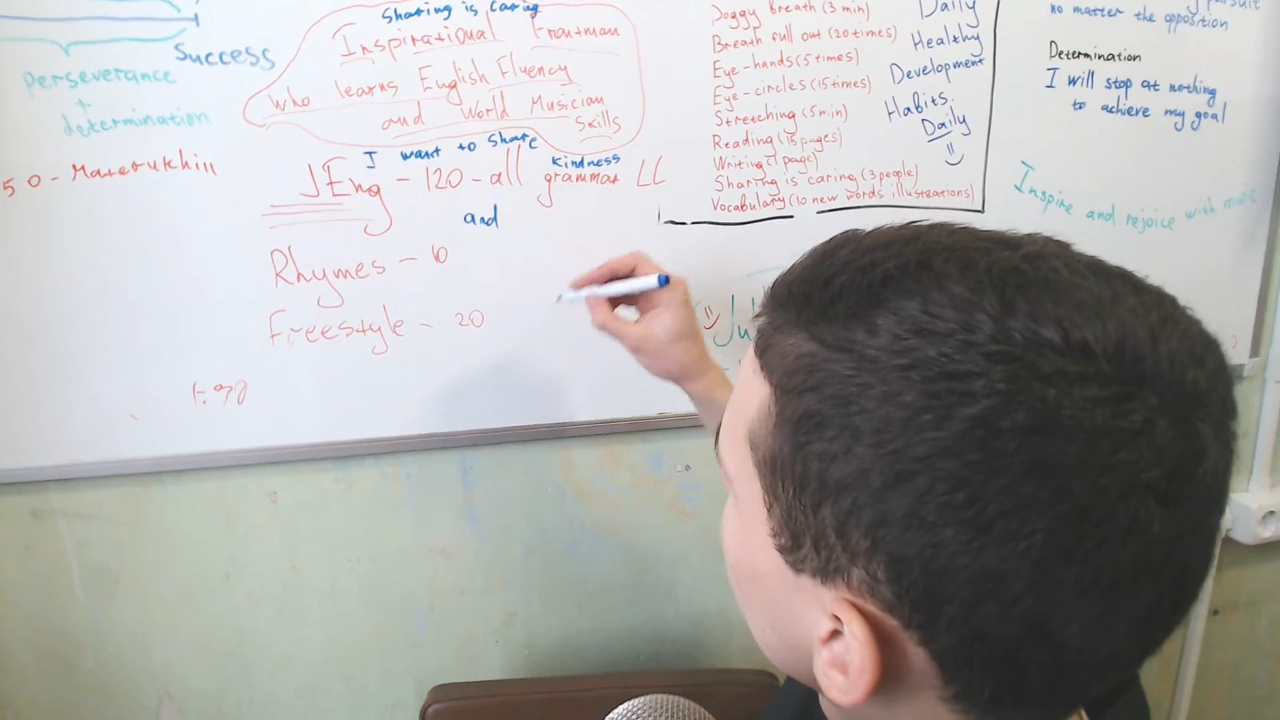 Success
perseverance
+
determination
50 -
Sharing is caring
Inspirational frontman
who learns English Fluency
and World Musician
Skills
I want to share
kindness
JEng - 120 - all grammar LL
and
Rhymes - 10
Freestyle - 20
Doggy Breath (3 min)
Breath full out (20 times)
Eye-hands (5 times)
Eye-circles (15 times)
Stretching (5 min)
Reading (15 pages)
Writing (1 page)
Sharing is caring (3 people)
Vocabulary (10 new words illustrations)
Daily
Healthy
Development
Habits
Daily
no matter the opposition
Determination
I will stop at nothing
to achieve my goal
Inspire and rejoice with